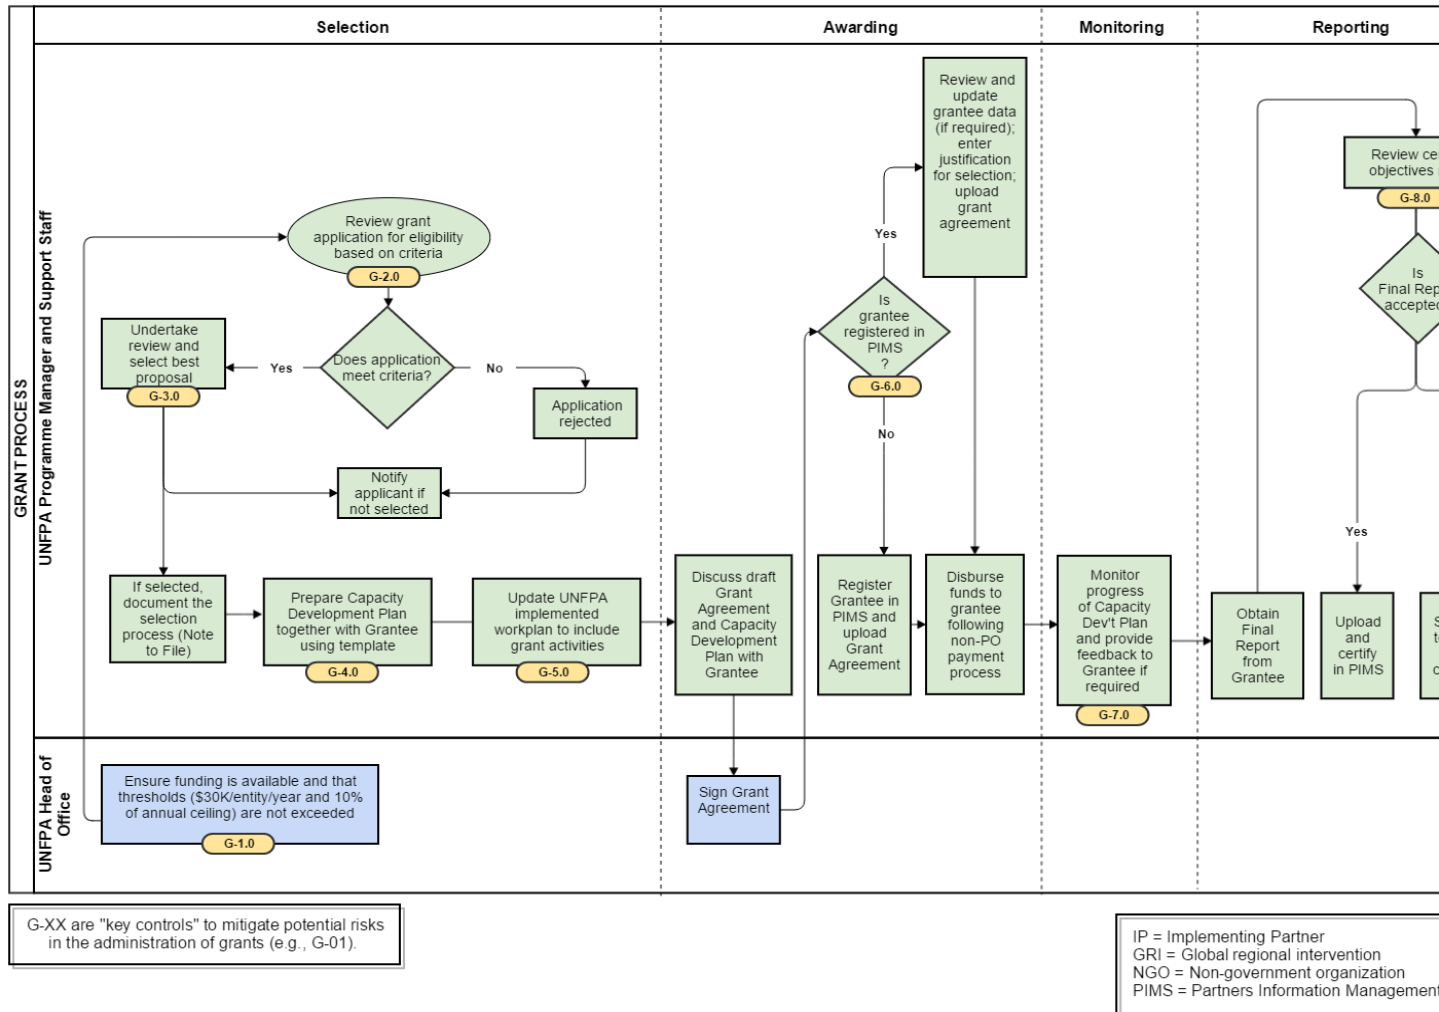 Selection
Awarding
Monitoring
Reporting
GRANT PROCESS
UNFPA Programme Manager and Support Staff
Review grant
application for eligibility
based on criteria
G-2.0
Does application
meet criteria?
Yes
No
Undertake
review and
select best
proposal
G-3.0
Application
rejected
Notify
applicant if
not selected
If selected,
document the
selection
process (Note
to File)
Prepare Capacity
Development Plan
together with Grantee
using template
G-4.0
Update UNFPA
implemented
workplan to include
grant activities
G-5.0
Discuss draft
Grant
Agreement
and Capacity
Development
Plan with
Grantee
Is
grantee
registered in
PIMS
?
G-6.0
Yes
No
Review and
update
grantee data
(if required);
enter
justification
for selection;
upload
grant
agreement
Register
Grantee in
PIMS and
upload
Grant
Agreement
Disburse
funds to
grantee
following
non-PO
payment
process
Monitor
progress
of Capacity
Dev't Plan
and provide
feedback to
Grantee if
required
G-7.0
Obtain
Final
Report
from
Grantee
Review
objectives
G-8.0
Is
Final
accepted
Yes
Upload
and
certify
in PIMS
UNFPA Head of
Office
Ensure funding is available and that
thresholds ($30K/entity/year and 10%
of annual ceiling) are not exceeded
G-1.0
Sign Grant
Agreement
G-XX are "key controls" to mitigate potential risks
in the administration of grants (e.g., G-01).
IP = Implementing Partner
GRI = Global regional intervention
NGO = Non-government organization
PIMS = Partners Information Management